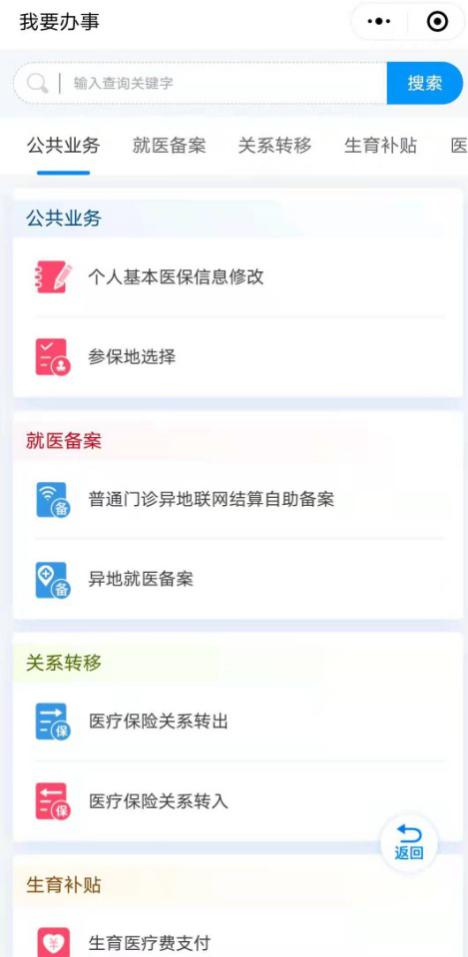 我要办事
输入查询关键字
搜索
公共业务 就医备案 关系转移 生育补贴 医
公共业务
个人基本医保信息修改
参保地选择
就医备案
备
普通门诊异地联网结算自助备案
备
异地就医备案
关系转移
保
医疗保险关系转出
保
医疗保险关系转入
返回
生育补贴
¥
生育医疗费支付